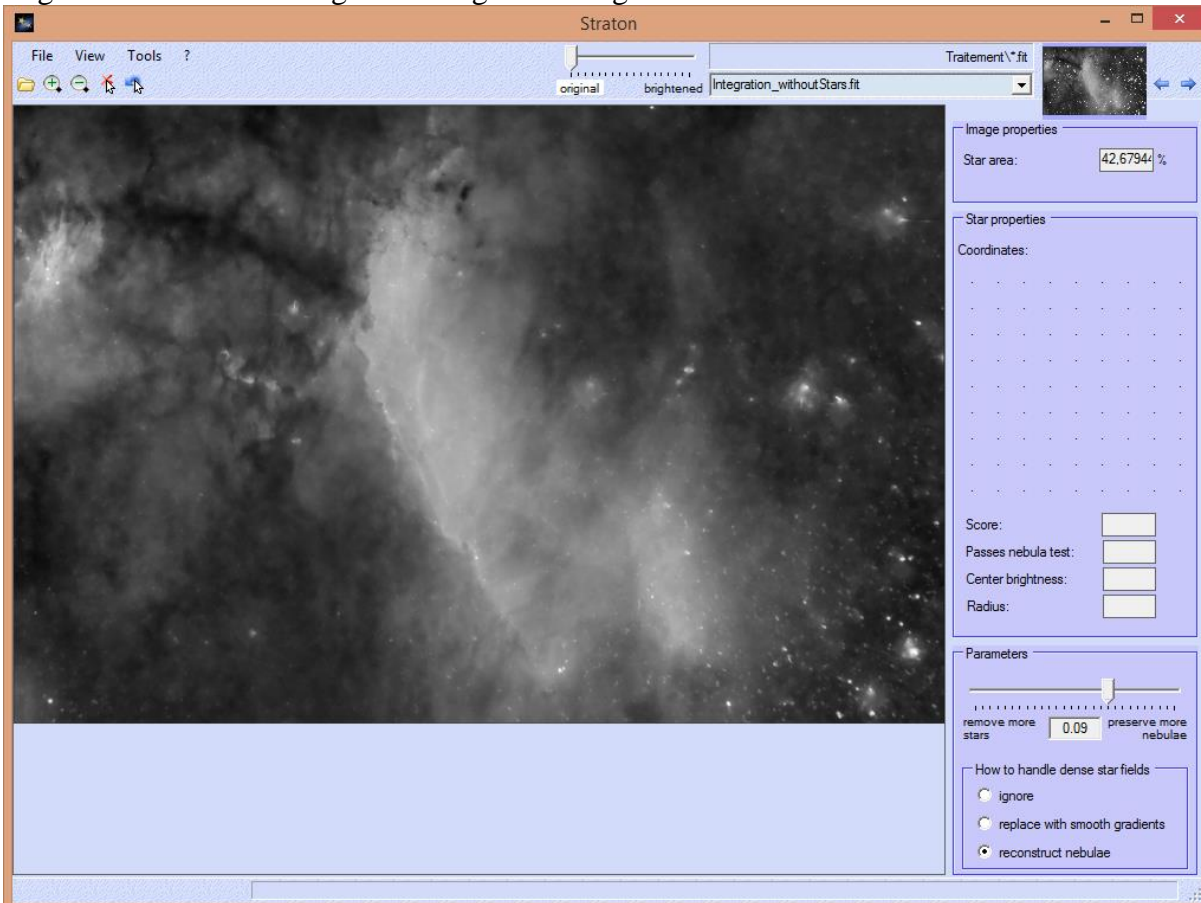 Straton
File View Tools ?
original brightened
Traitement\*.fit
Integration_withoutStars.fit
Image properties
Star area: 42,67944 %
Star properties
Coordinates:
Score:
Passes nebula test:
Center brightness:
Radius:
Parameters
remove more stars 0.09 preserve more nebulae
How to handle dense star fields
ignore
replace with smooth gradients
reconstruct nebulae